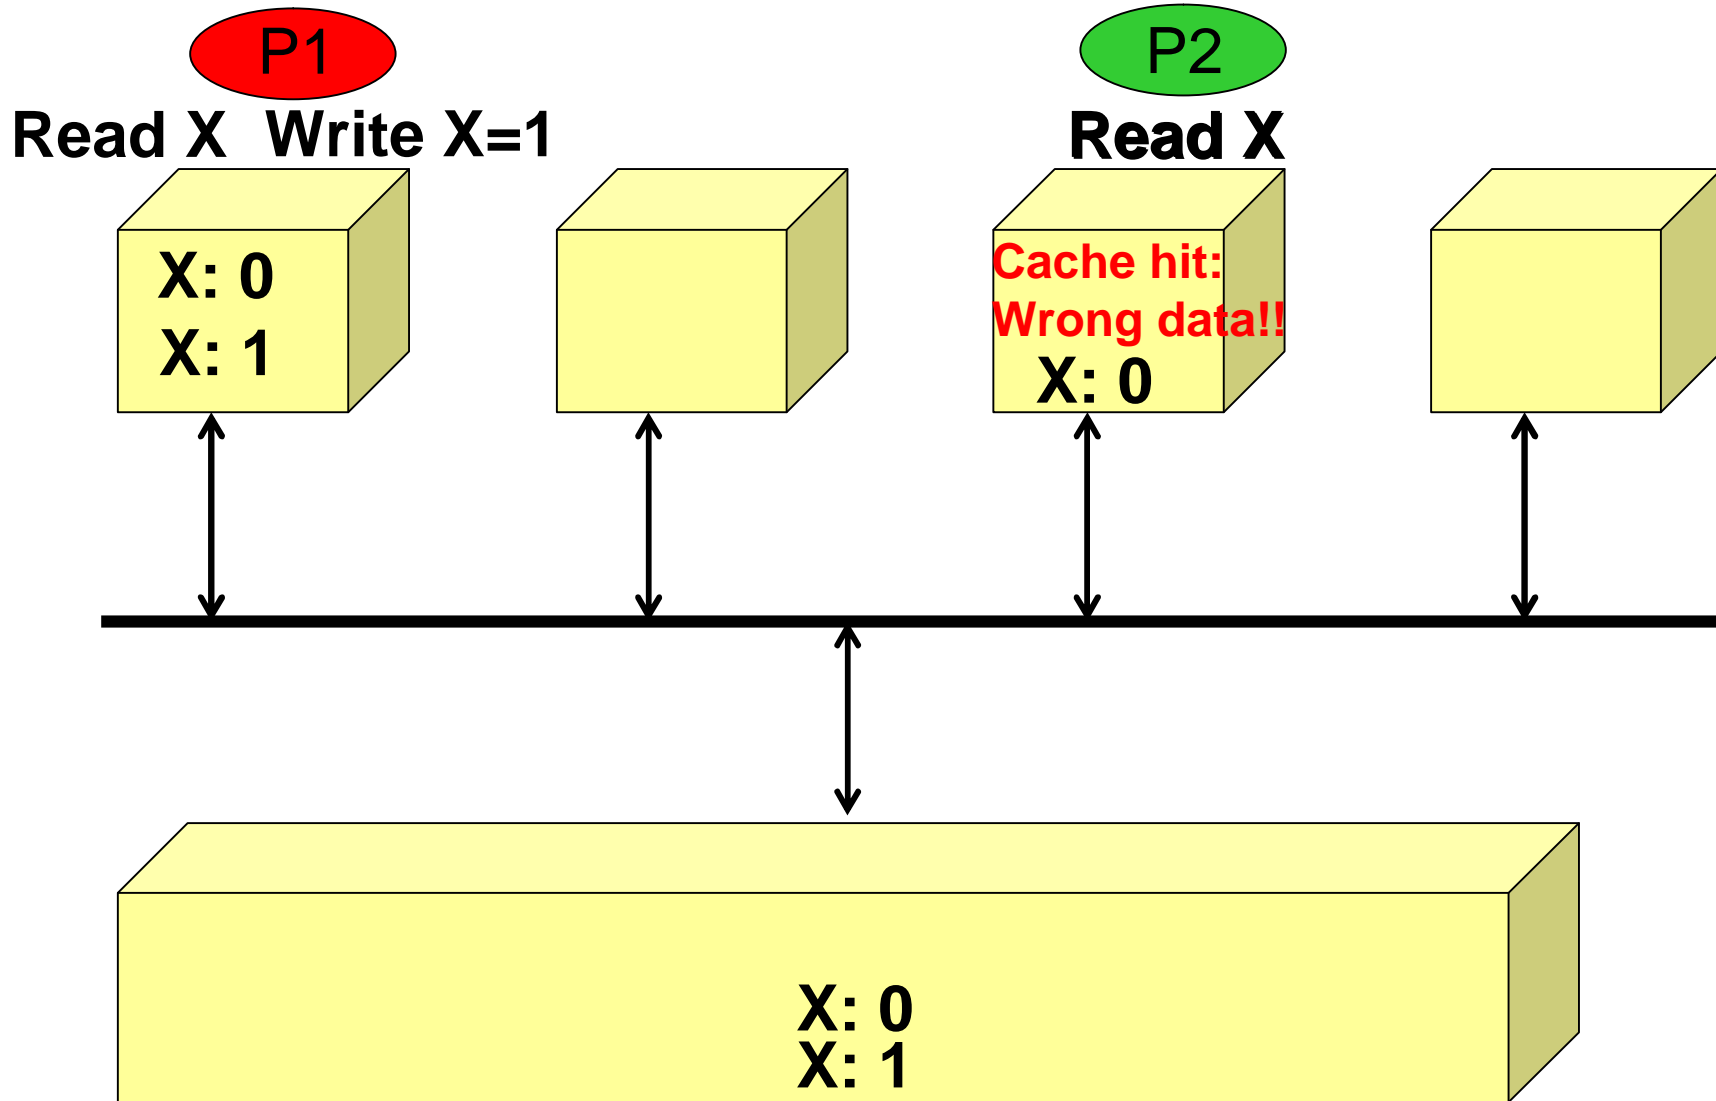 P1
P2
Read X  Write X=1
Read X
X: 0
X: 1
Cache hit:
Wrong data!!
X: 0
X: 0
X: 1